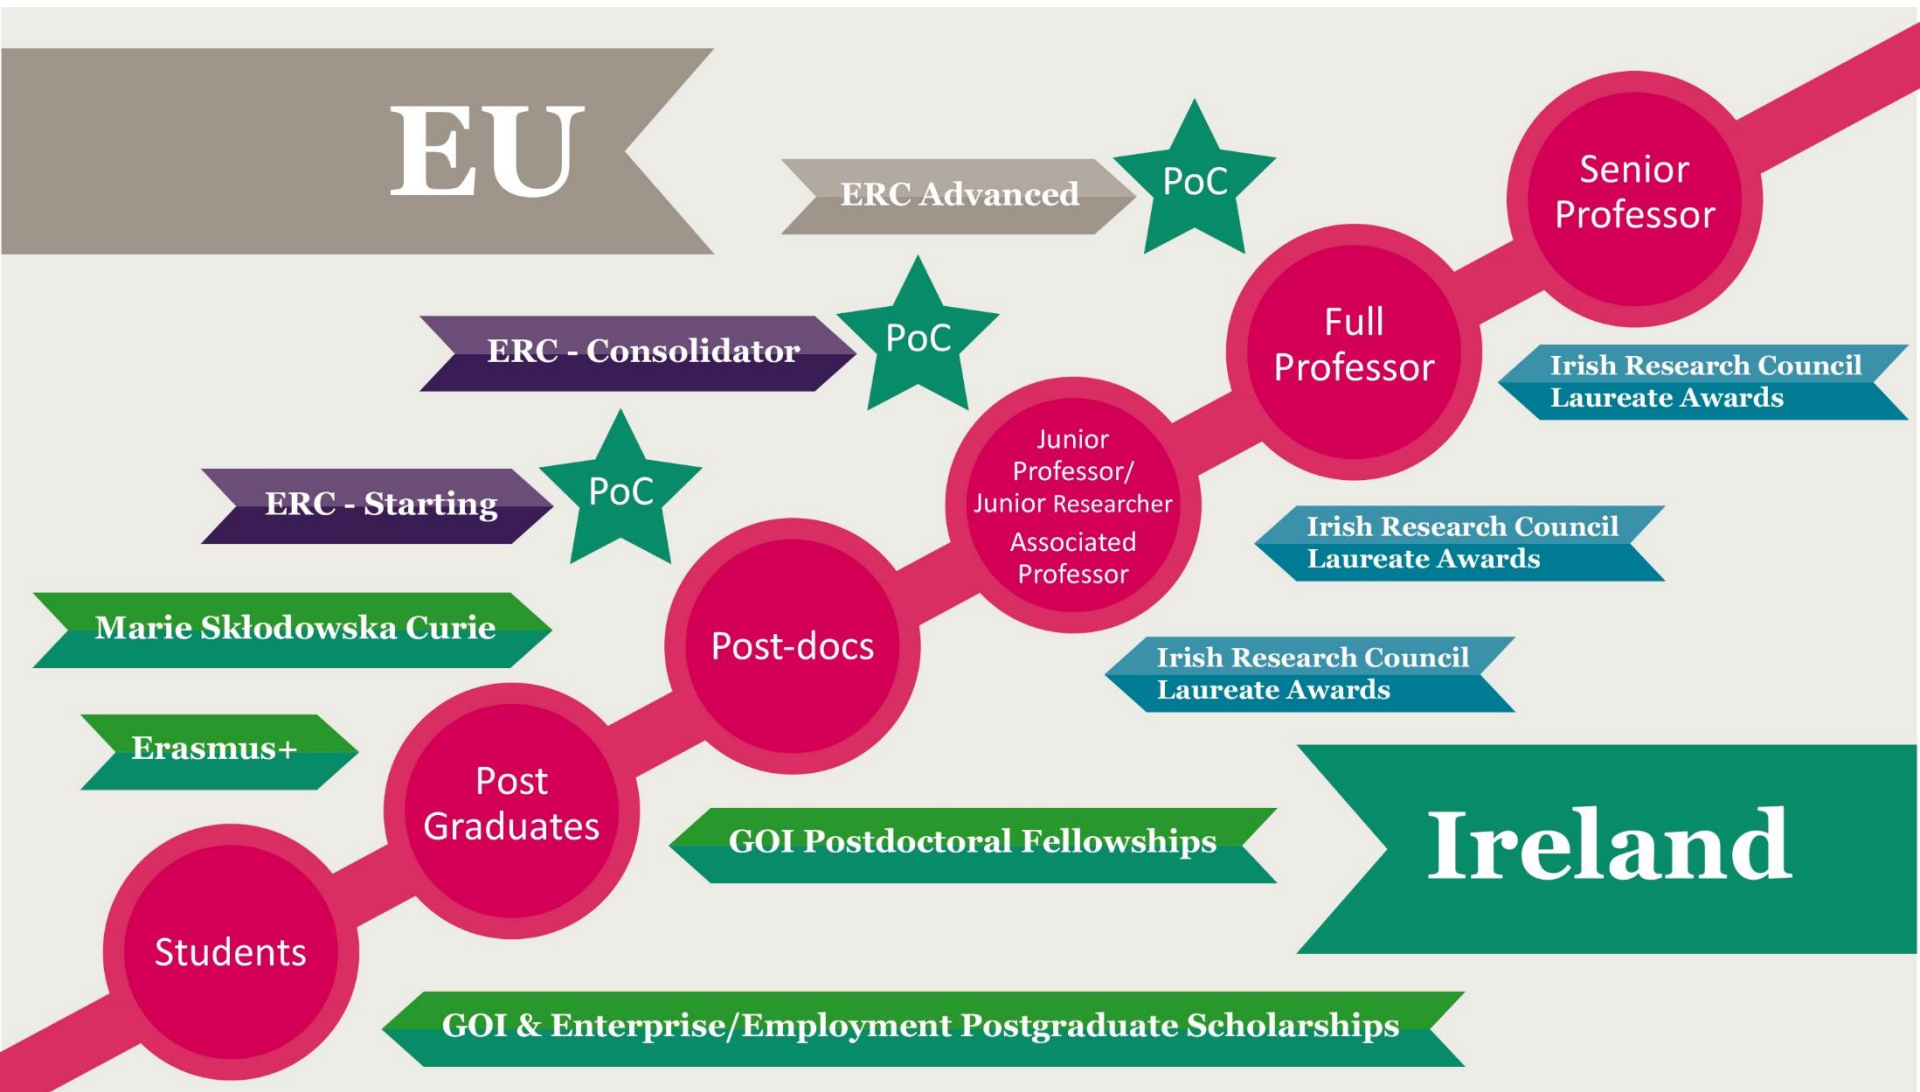 EU
ERC Advanced
PoC
Senior
Professor
ERC - Consolidator
PoC
Full
Professor
Irish Research Council
Laureate Awards
ERC - Starting
PoC
Junior
Professor/
Junior Researcher
Associated
Professor
Irish Research Council
Laureate Awards
Marie Skłodowska Curie
Post-docs
Irish Research Council
Laureate Awards
Erasmus+
Post
Graduates
GOI Postdoctoral Fellowships
Ireland
Students
GOI & Enterprise/Employment Postgraduate Scholarships